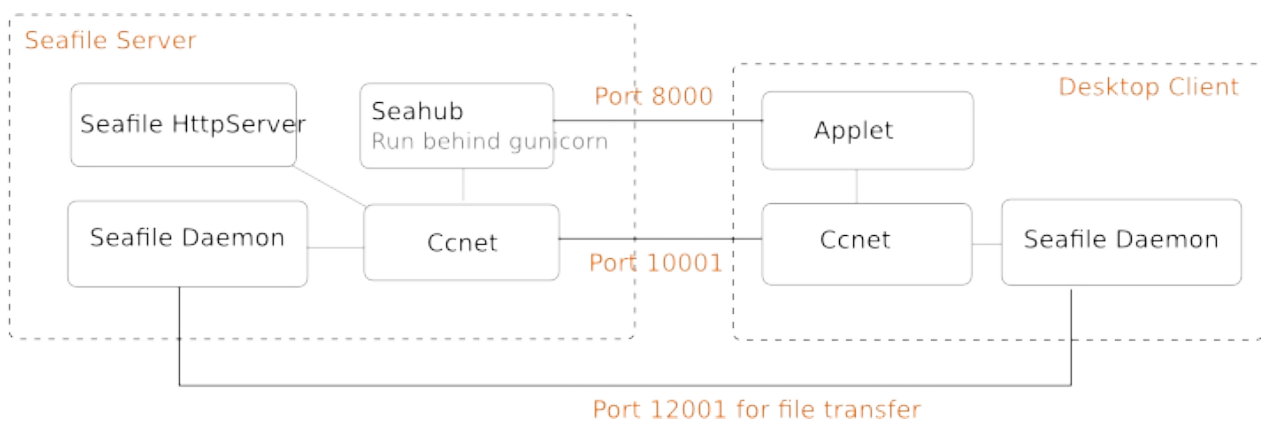 Seafile Server
Desktop Client
Seafile HttpServer
Seahub
Run behind gunicorn
Port 8000
Applet
Seafile Daemon
Ccnet
Port 10001
Ccnet
Seafile Daemon
Port 12001 for file transfer